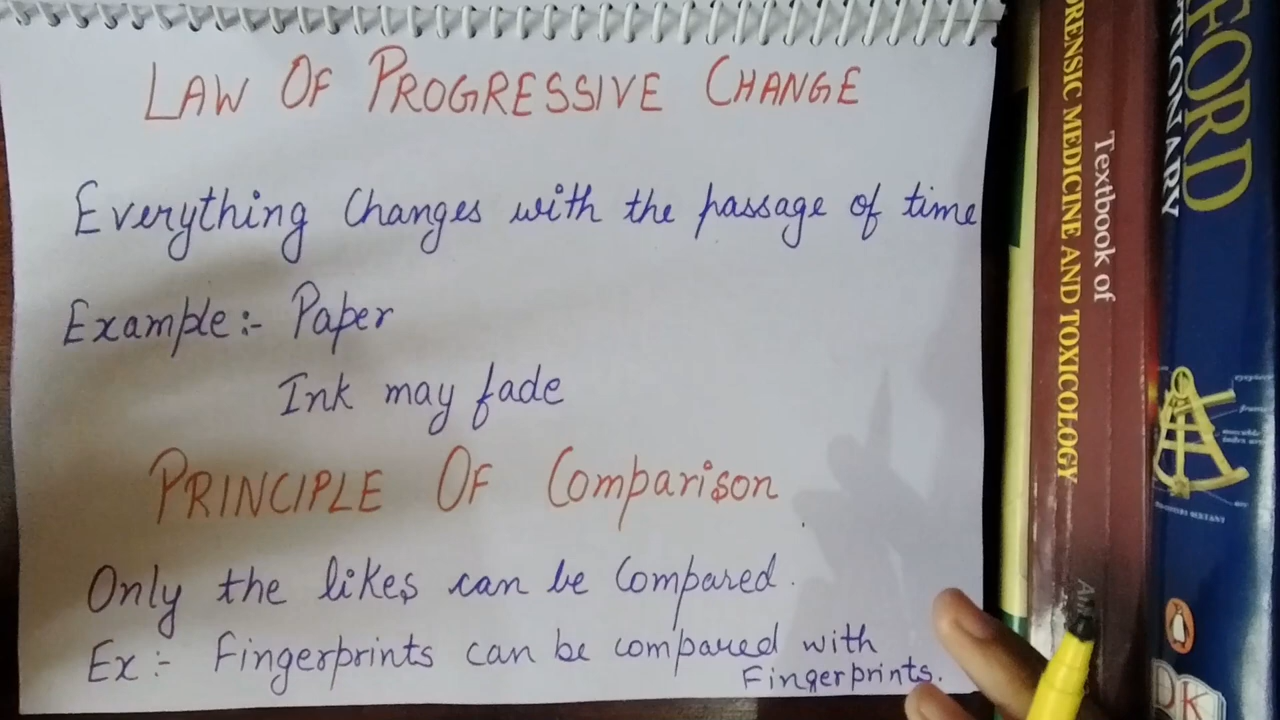 LAW OF PROGRESSIVE CHANGE
Everything Changes with the passage of time
Example:- Paper
Ink may fade
PRINCIPLE OF Comparison
Only the likes can be Compared.
Ex:- Fingerprints can be compared with
Fingerprints.
Textbook of
FORENSIC MEDICINE AND TOXICOLOGY
DK